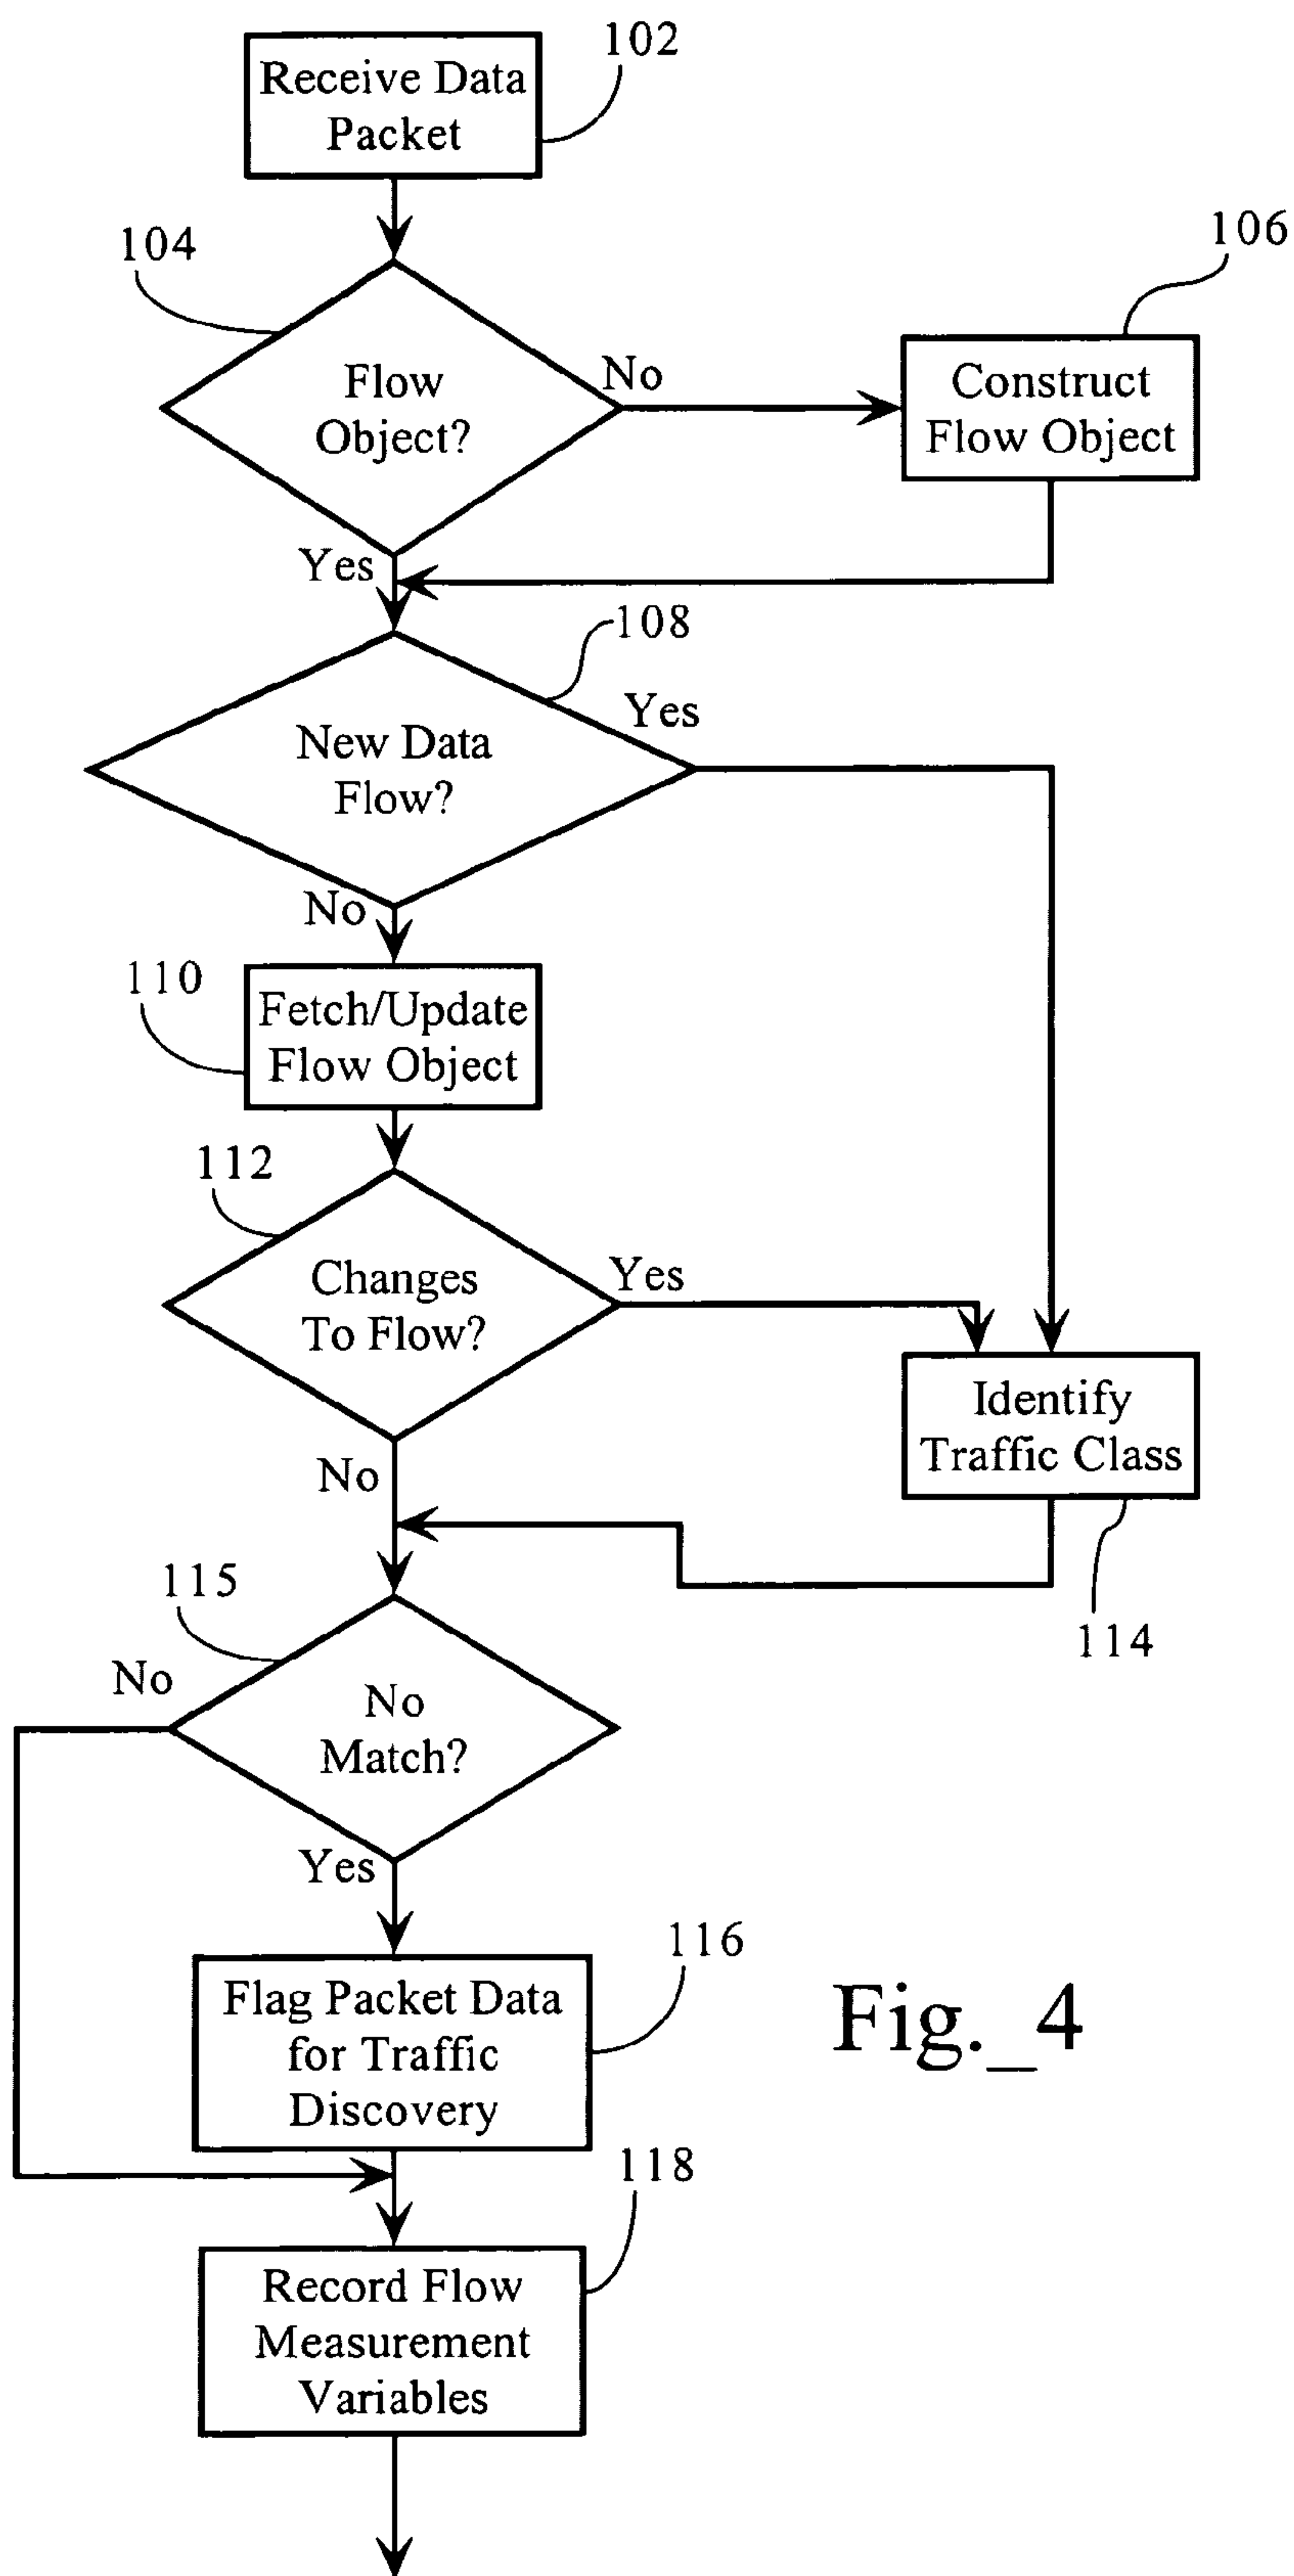 102
Receive Data
Packet
104
106
Flow
Object?
No
Construct
Flow Object
Yes
108
New Data
Flow?
Yes
No
110
Fetch/Update
Flow Object
112
Changes
To Flow?
Yes
Identify
Traffic Class
No
115
114
No
No
Match?
Yes
116
Flag Packet Data
for Traffic
Discovery
Fig._4
118
Record Flow
Measurement
Variables